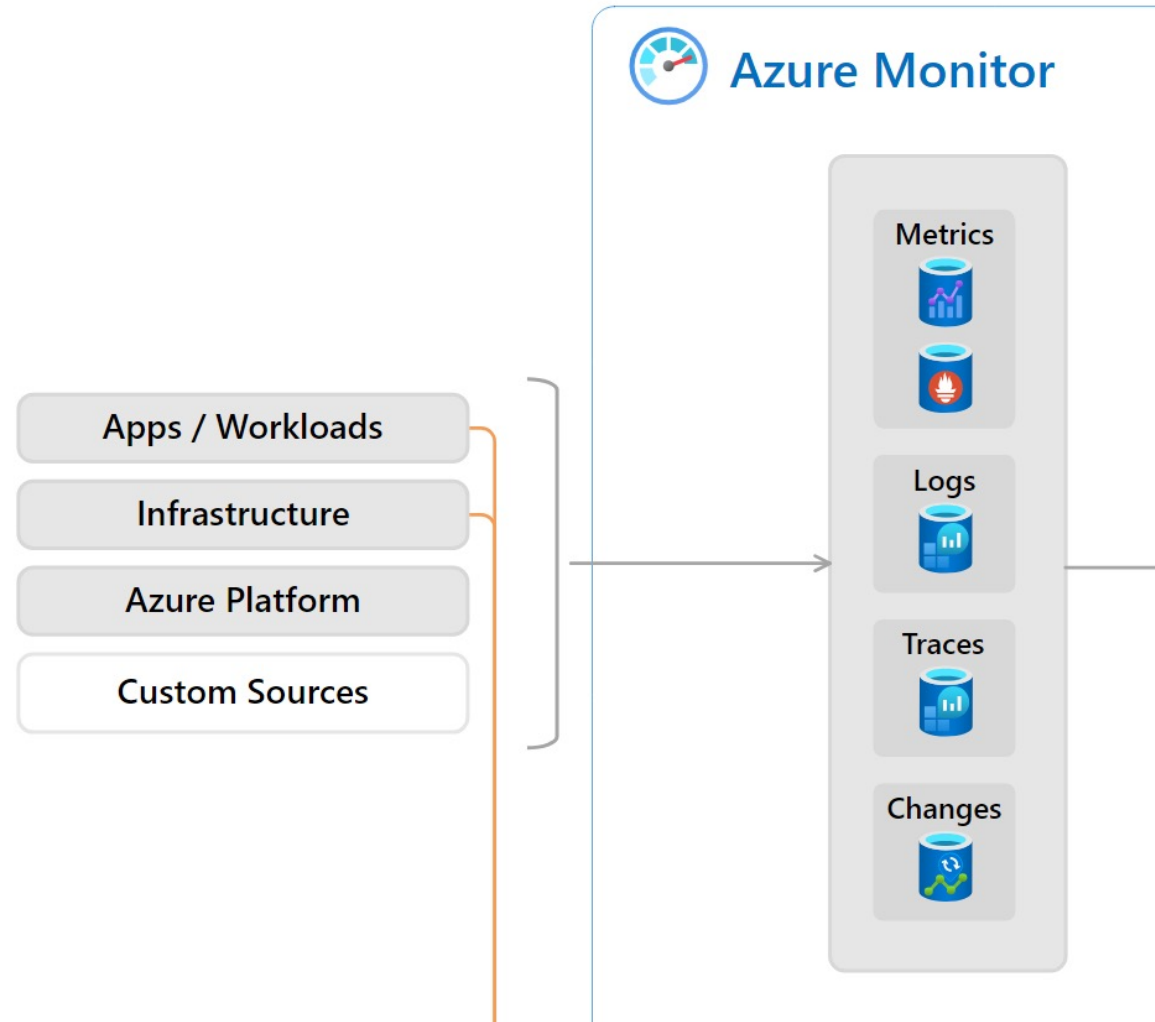 Azure Monitor
Metrics
Apps / Workloads
Infrastructure
Azure Platform
Custom Sources
Logs
Traces
Changes